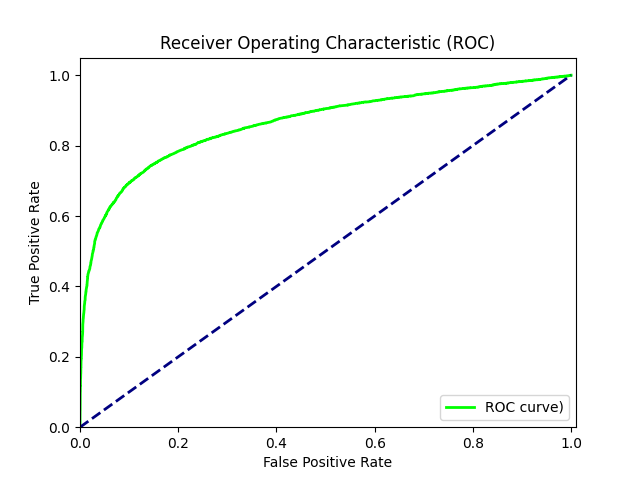 Receiver Operating Characteristic (ROC)
True Positive Rate
1.0
0.8
0.6
0.4
0.2
0.0
0.0 0.2 0.4 0.6 0.8 1.0
False Positive Rate
ROC curve)